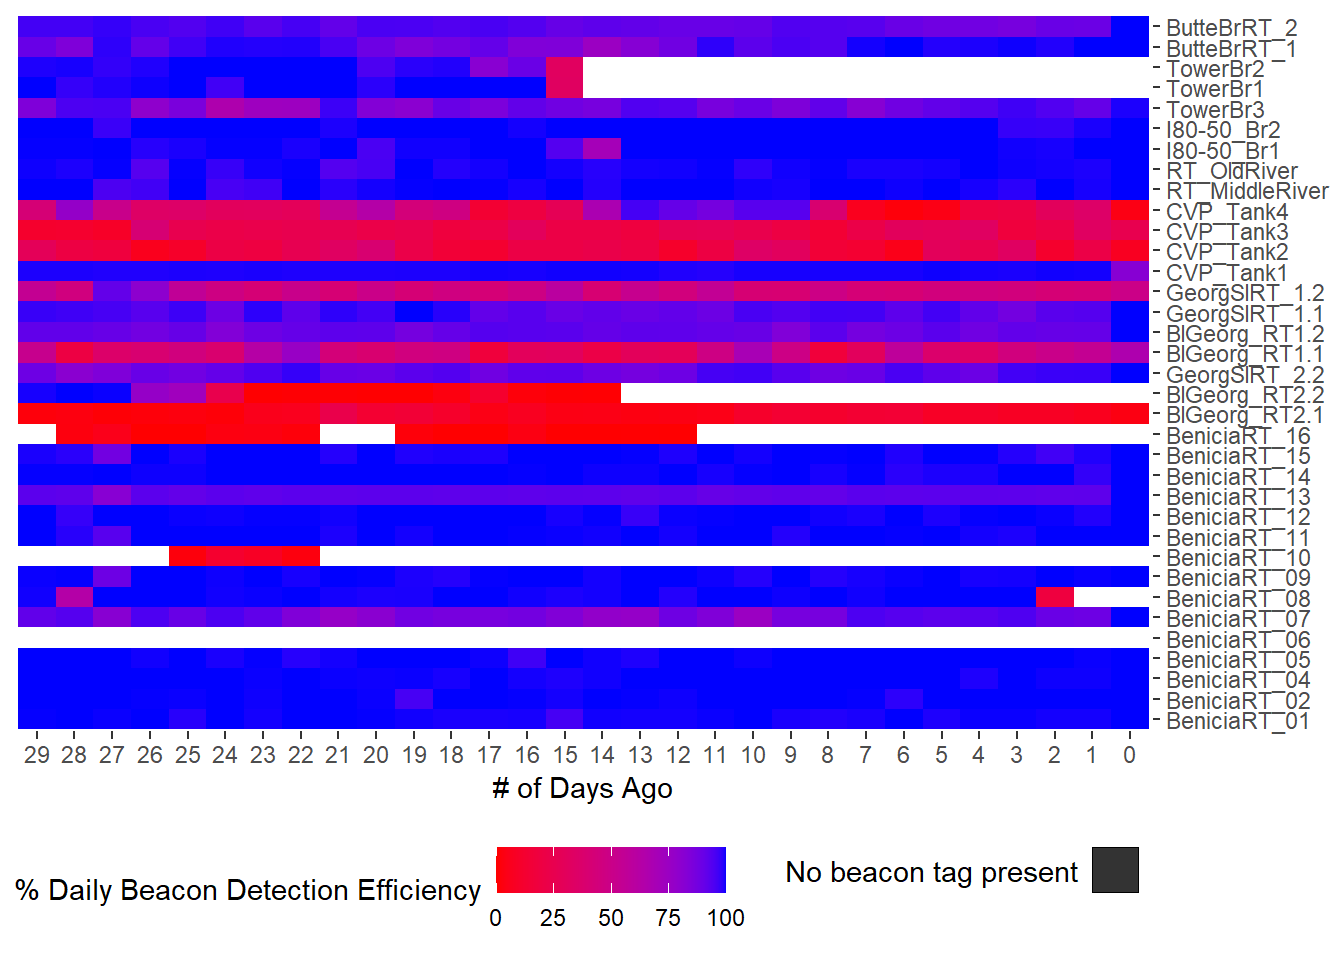 ButteBrRT_2
ButteBrRT_1
TowerBr2
TowerBr1
TowerBr3
I80-50_Br2
I80-50_Br1
RT_OldRiver
RT_MiddleRiver
CVP_Tank4
CVP_Tank3
CVP_Tank2
CVP_Tank1
GeorgSlRT_1.2
GeorgSlRT_1.1
BlGeorg_RT1.2
BlGeorg_RT1.1
GeorgSlRT_2.2
BlGeorg_RT2.2
BlGeorg_RT2.1
BeniciaRT_16
BeniciaRT_15
BeniciaRT_14
BeniciaRT_13
BeniciaRT_12
BeniciaRT_11
BeniciaRT_10
BeniciaRT_09
BeniciaRT_08
BeniciaRT_07
BeniciaRT_06
BeniciaRT_05
BeniciaRT_04
BeniciaRT_02
BeniciaRT_01
29 28 27 26 25 24 23 22 21 20 19 18 17 16 15 14 13 12 11 10 9 8 7 6 5 4 3 2 1 0
# of Days Ago
% Daily Beacon Detection Efficiency
0 25 50 75 100
No beacon tag present